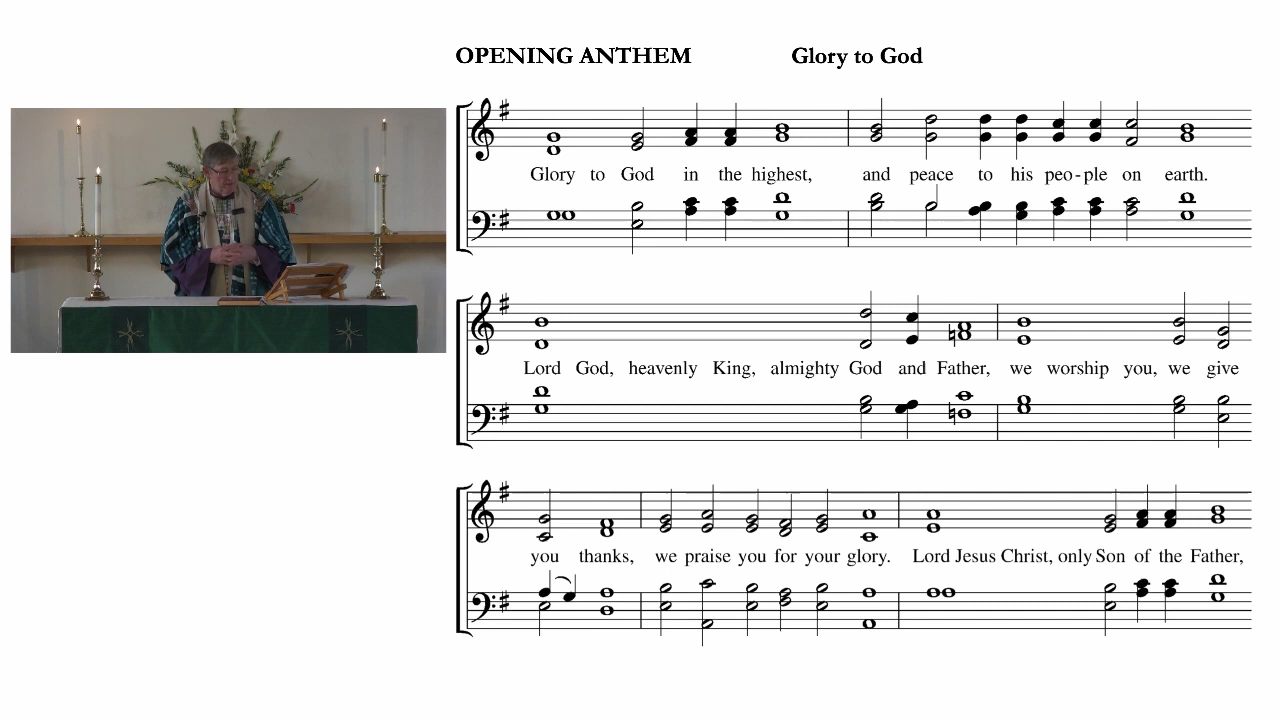 OPENING ANTHEM Glory to God
Glory to God in the highest, and peace to his peo-ple on earth.
Lord God, heavenly King, almighty God and Father, we worship you, we give
you thanks, we praise you for your glory. Lord Jesus Christ, only Son of the Father,